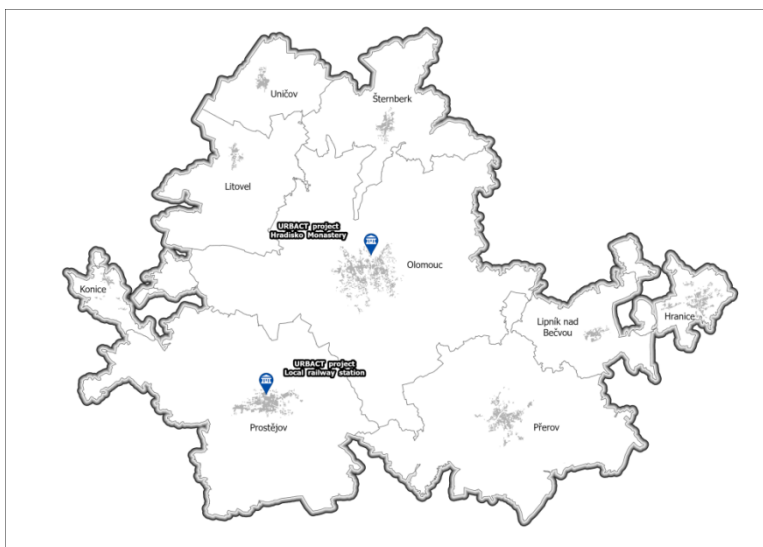 Uničov
Šternberk
Litovel
URBACT project
Hradisko Monastery
Olomouc
Konice
Hranice
Lipník nad
Bečvou
URBACT project
Local railway station
Prostějov
Přerov